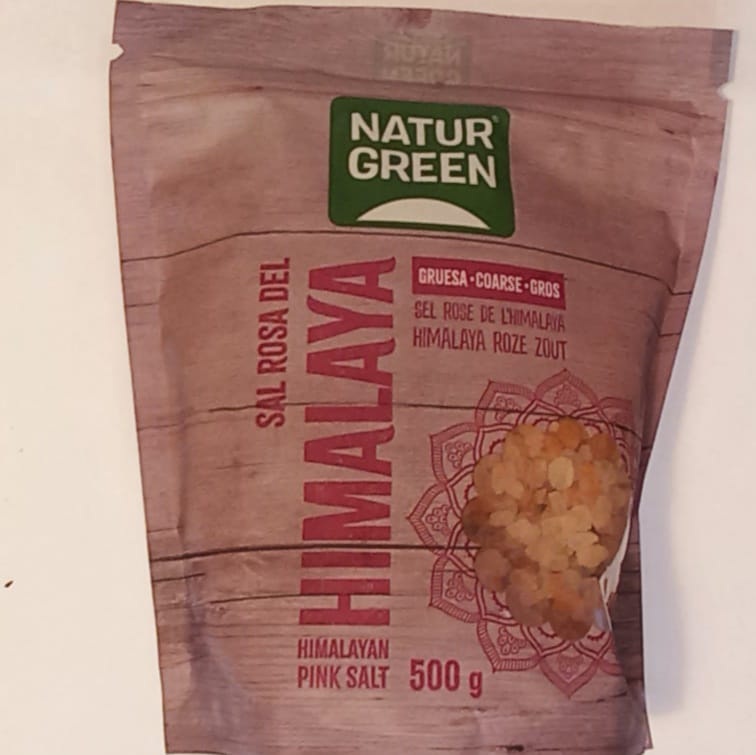 NATUR®
GREEN
SAL ROSA DEL
HIMALAYA
GRUESA·COARSE·GROS
SEL ROSE DE L'HIMALAYA
HIMALAYA ROZE ZOUT
HIMALAYAN
PINK SALT
500 g